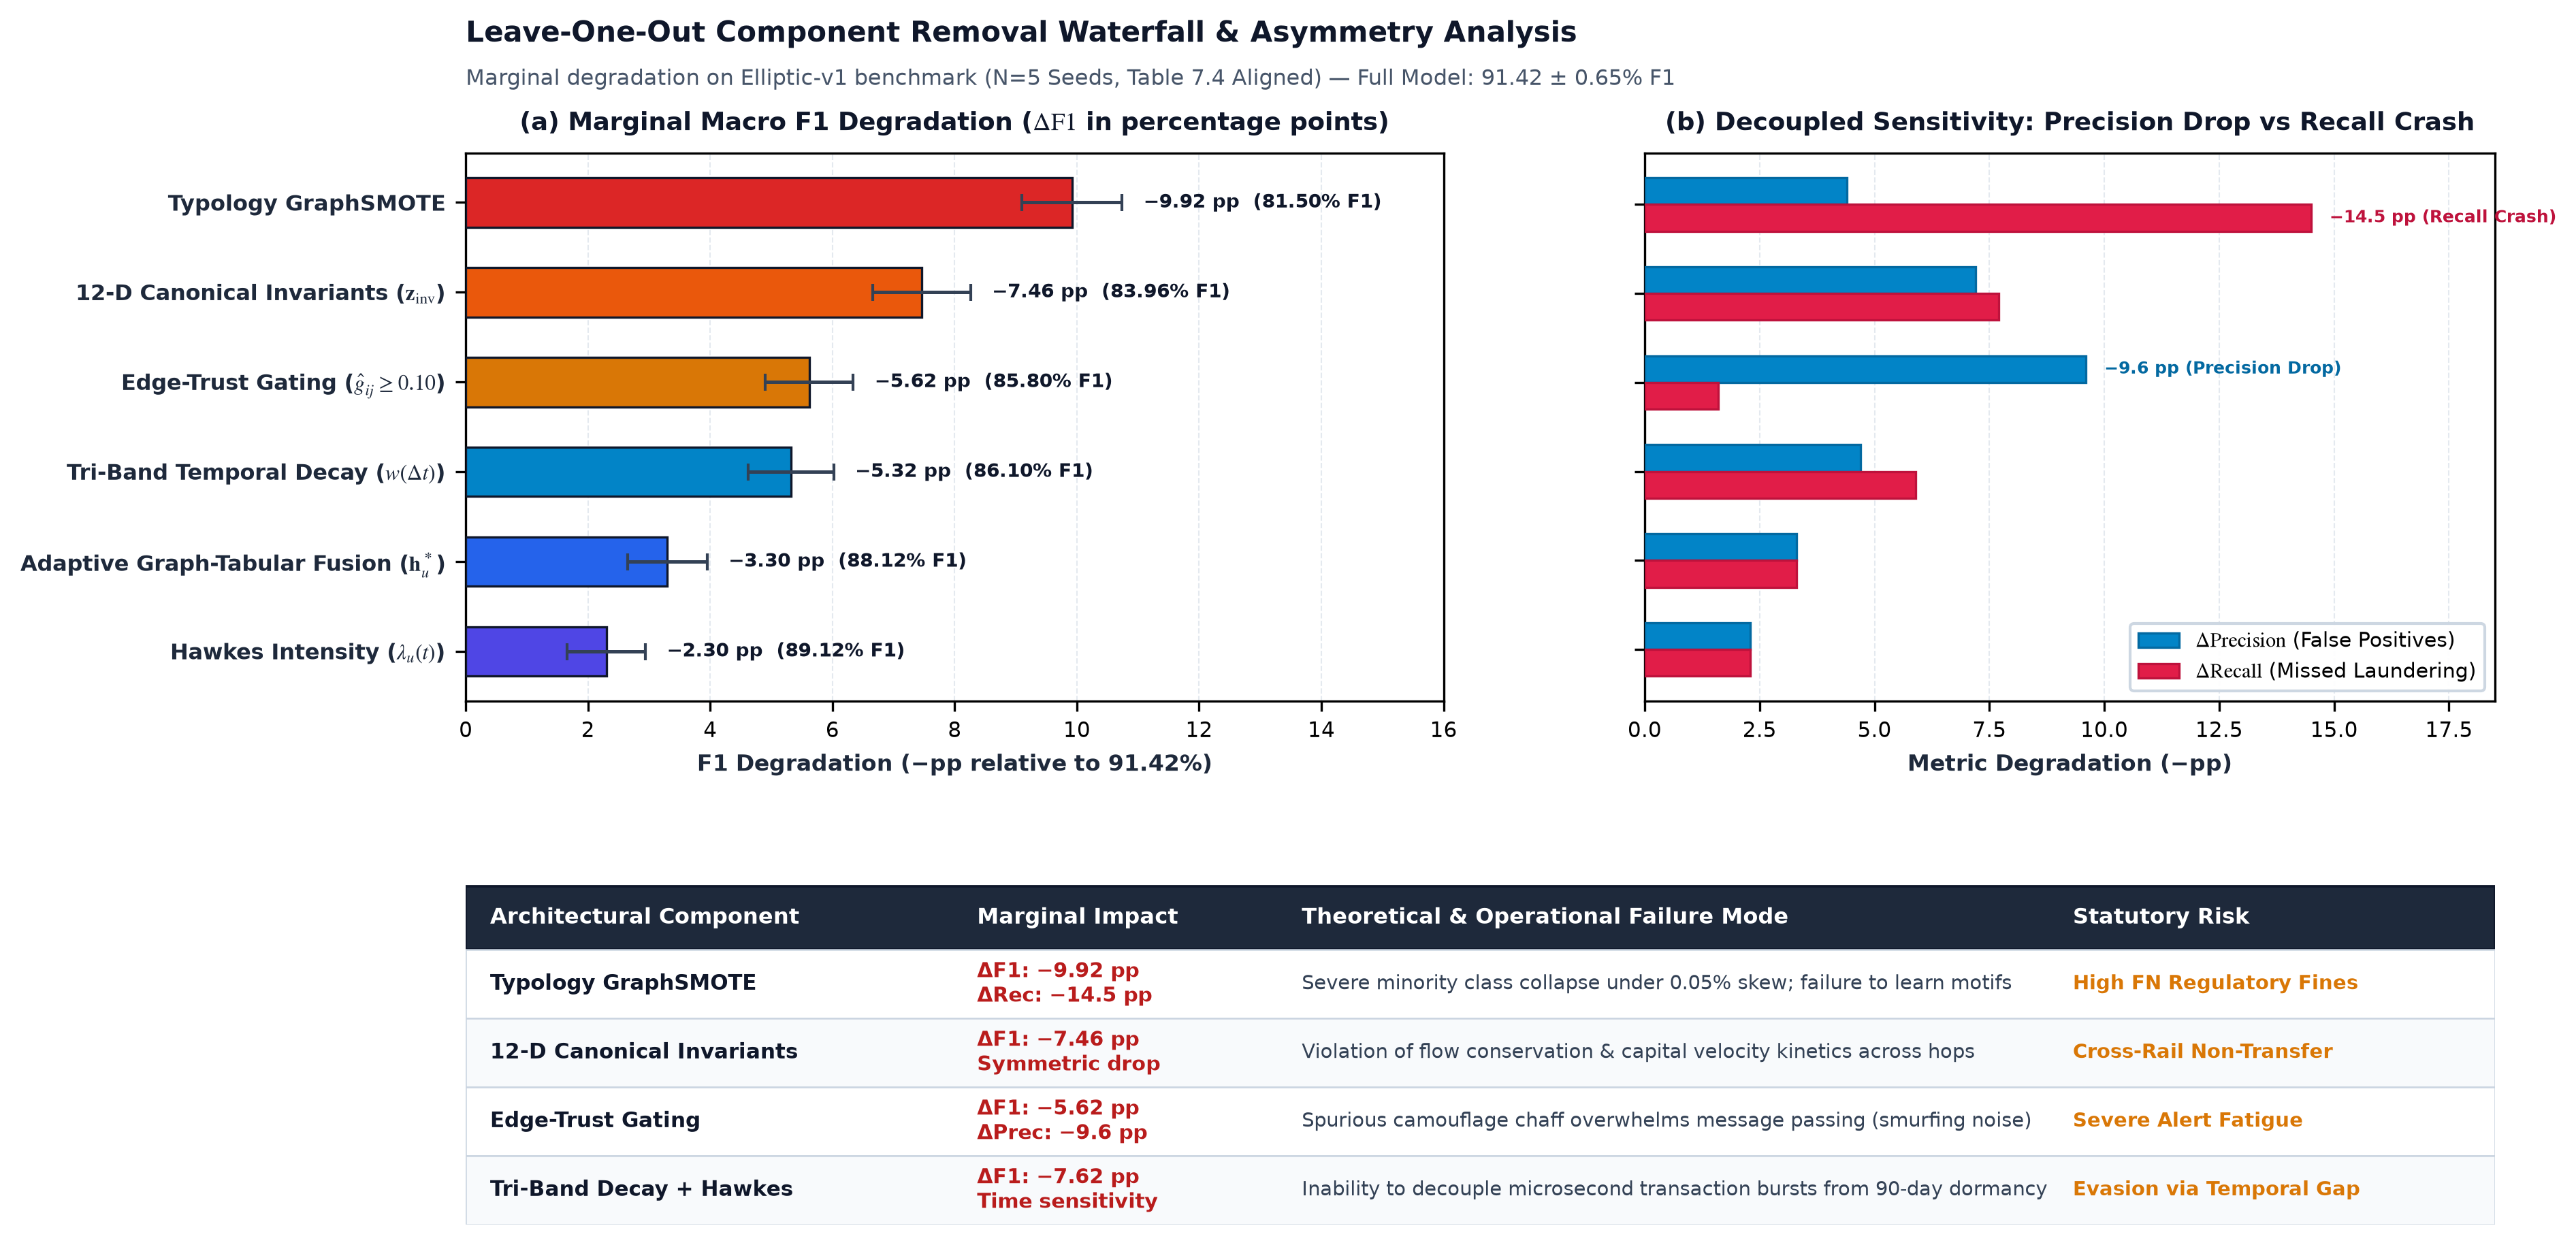 Leave-One-Out Component Removal Waterfall & Asymmetry Analysis
Marginal degradation on Elliptic-v1 benchmark (N=5 Seeds, Table 7.4 Aligned) — Full Model: 91.42 ± 0.65% F1
(a) Marginal Macro F1 Degradation (ΔF1 in percentage points)
Typology GraphSMOTE
−9.92 pp (81.50% F1)
12-D Canonical Invariants (z_inv)
−7.46 pp (83.96% F1)
Edge-Trust Gating (ĝ_ij ≥ 0.10)
−5.62 pp (85.80% F1)
Tri-Band Temporal Decay (w(Δt))
−5.32 pp (86.10% F1)
Adaptive Graph-Tabular Fusion (h_u^*)
−3.30 pp (88.12% F1)
Hawkes Intensity (λ_u(t))
−2.30 pp (89.12% F1)
0 2 4 6 8 10 12 14 16
F1 Degradation (−pp relative to 91.42%)
(b) Decoupled Sensitivity: Precision Drop vs Recall Crash
−14.5 pp (Recall Crash)
−9.6 pp (Precision Drop)
ΔPrecision (False Positives)
ΔRecall (Missed Laundering)
0.0 2.5 5.0 7.5 10.0 12.5 15.0 17.5
Metric Degradation (−pp)
Architectural Component Marginal Impact Theoretical & Operational Failure Mode Statutory Risk
Typology GraphSMOTE
ΔF1: −9.92 pp
ΔRec: −14.5 pp
Severe minority class collapse under 0.05% skew; failure to learn motifs
High FN Regulatory Fines
12-D Canonical Invariants
ΔF1: −7.46 pp
Symmetric drop
Violation of flow conservation & capital velocity kinetics across hops
Cross-Rail Non-Transfer
Edge-Trust Gating
ΔF1: −5.62 pp
ΔPrec: −9.6 pp
Spurious camouflage chaff overwhelms message passing (smurfing noise)
Severe Alert Fatigue
Tri-Band Decay + Hawkes
ΔF1: −7.62 pp
Time sensitivity
Inability to decouple microsecond transaction bursts from 90-day dormancy
Evasion via Temporal Gap